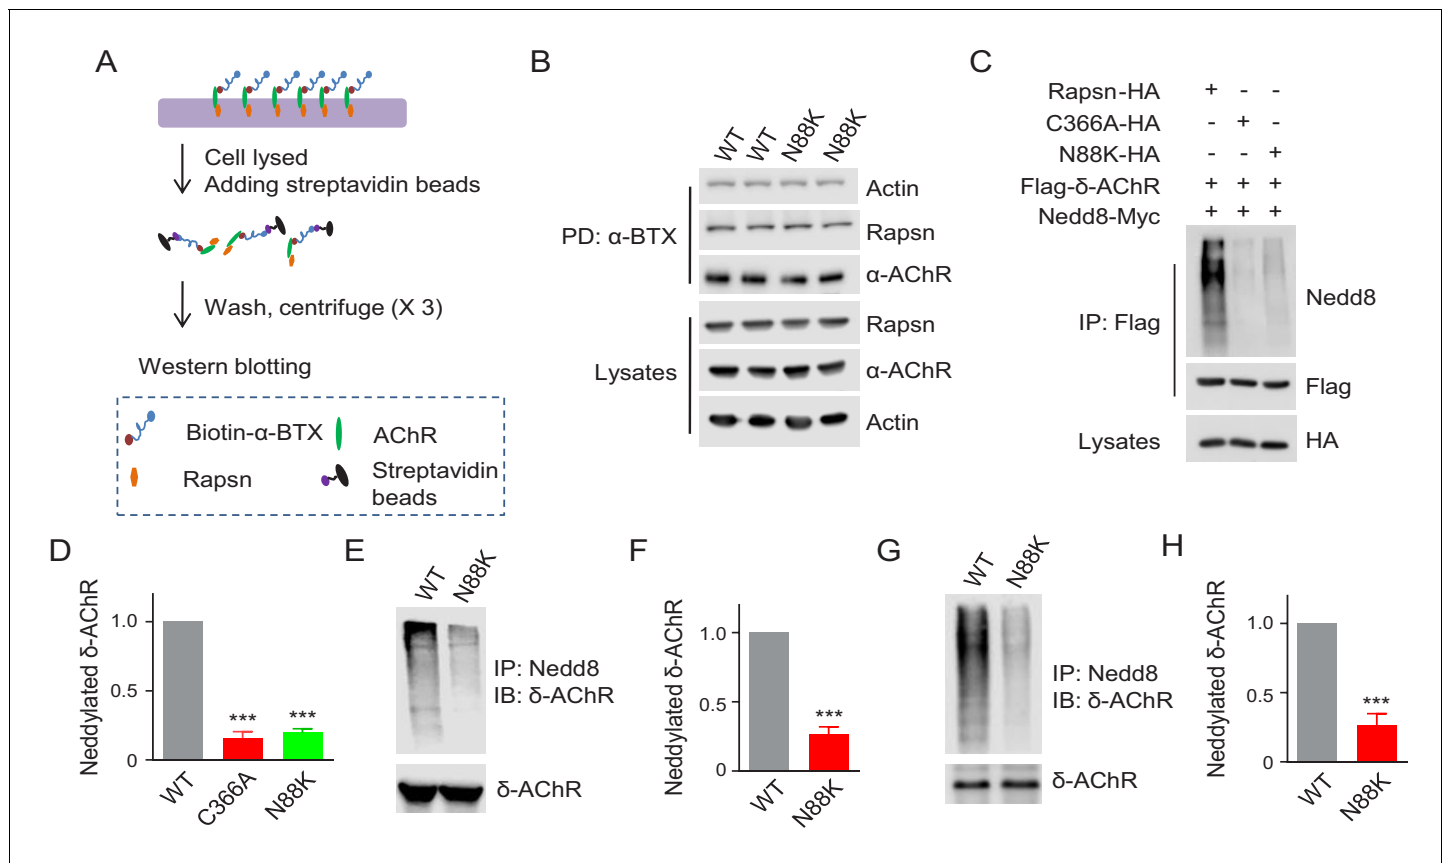 A
Cell lysed
Adding streptavidin beads
Wash, centrifuge (X 3)
Western blotting
Biotin-α-BTX
AChR
Rapsn
Streptavidin
beads
B
WT
WT
N88K
N88K
PD: α-BTX
Actin
Rapsn
α-AChR
Lysates
Rapsn
α-AChR
Actin
C
Rapsn-HA + - -
C366A-HA - + -
N88K-HA - - +
Flag-δ-AChR + + +
Nedd8-Myc + + +
IP: Flag
Nedd8
Flag
Lysates
HA
D
Neddylated δ-AChR
1.0
0.5
0
***
***
WT
C366A
N88K
E
WT
N88K
IP: Nedd8
IB: δ-AChR
δ-AChR
F
Neddylated δ-AChR
1.0
0.5
0
***
WT
N88K
G
WT
N88K
IP: Nedd8
IB: δ-AChR
δ-AChR
H
Neddylated δ-AChR
1.0
0.5
0
***
WT
N88K